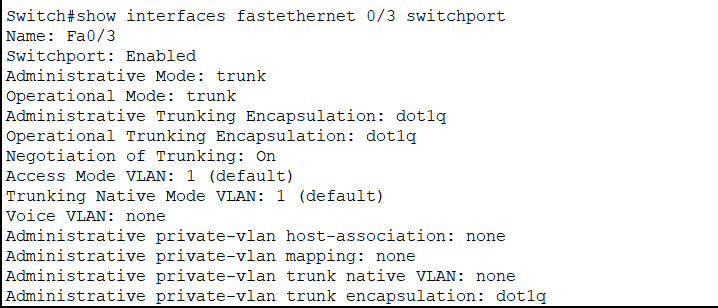 Switch#show interfaces fastethernet 0/3 switchport
Name: Fa0/3
Switchport: Enabled
Administrative Mode: trunk
Operational Mode: trunk
Administrative Trunking Encapsulation: dot1q
Operational Trunking Encapsulation: dot1q
Negotiation of Trunking: On
Access Mode VLAN: 1 (default)
Trunking Native Mode VLAN: 1 (default)
Voice VLAN: none
Administrative private-vlan host-association: none
Administrative private-vlan mapping: none
Administrative private-vlan trunk native VLAN: none
Administrative private-vlan trunk encapsulation: dot1q